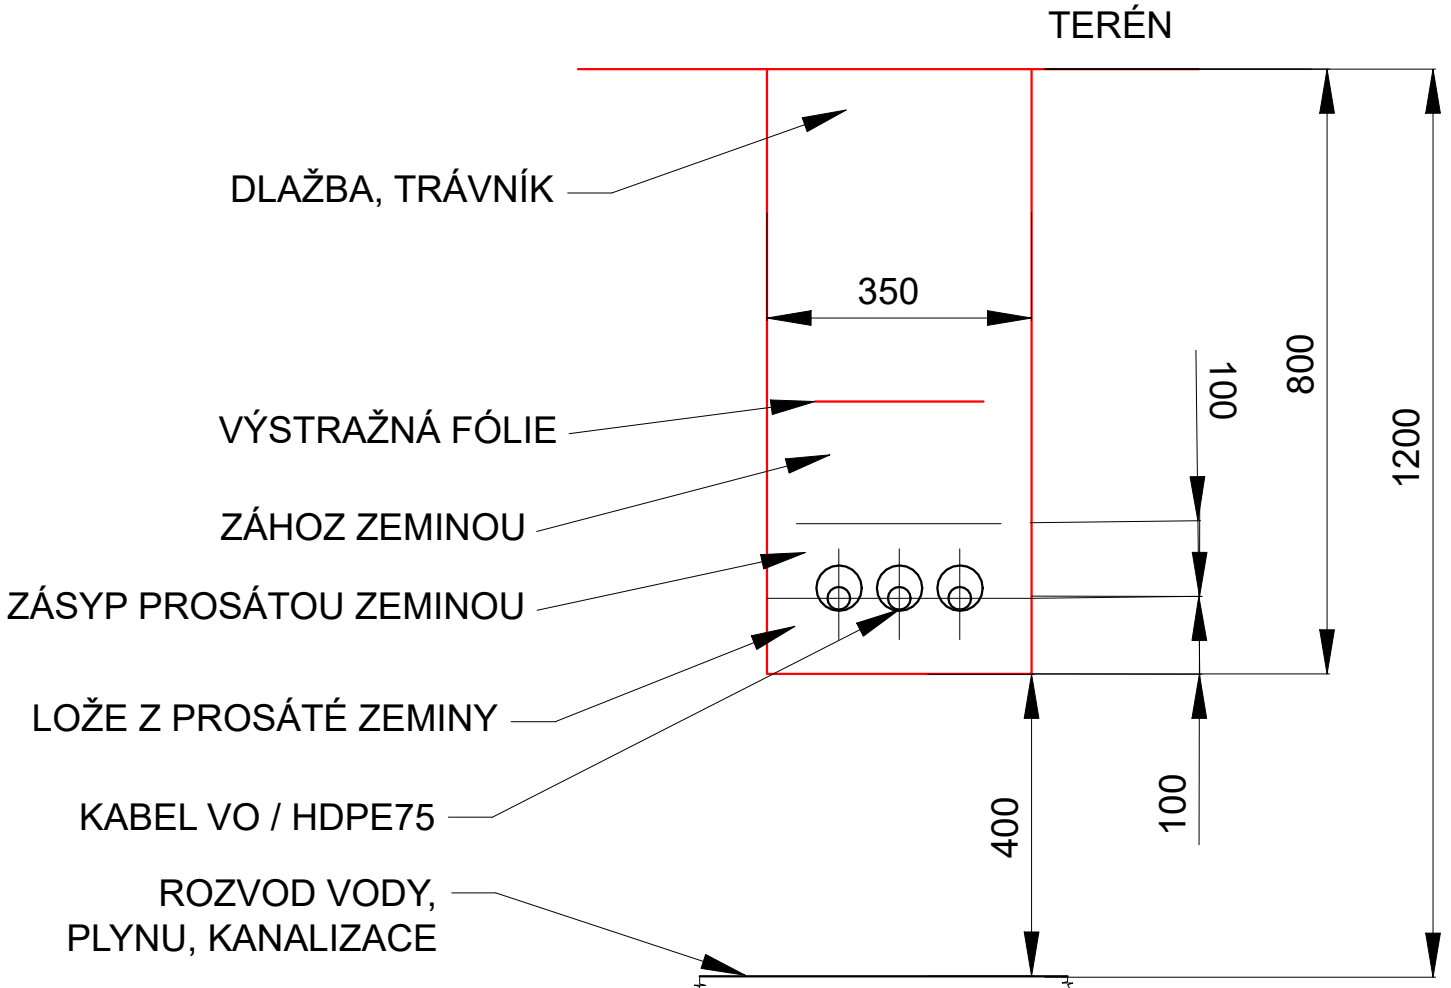 TERÉN
DLAŽBA, TRÁVNÍK
350
800
100
1200
VÝSTRAŽNÁ FÓLIE
ZÁHOZ ZEMINOU
ZÁSYP PROSÁTOU ZEMINOU
LOŽE Z PROSÁTÉ ZEMINY
KABEL VO / HDPE75
400
100
ROZVOD VODY,
PLYNU, KANALIZACE